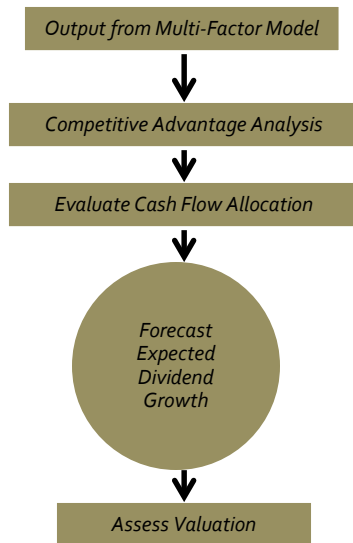 Output from Multi-Factor Model
Competitive Advantage Analysis
Evaluate Cash Flow Allocation
Forecast
Expected
Dividend
Growth
Assess Valuation